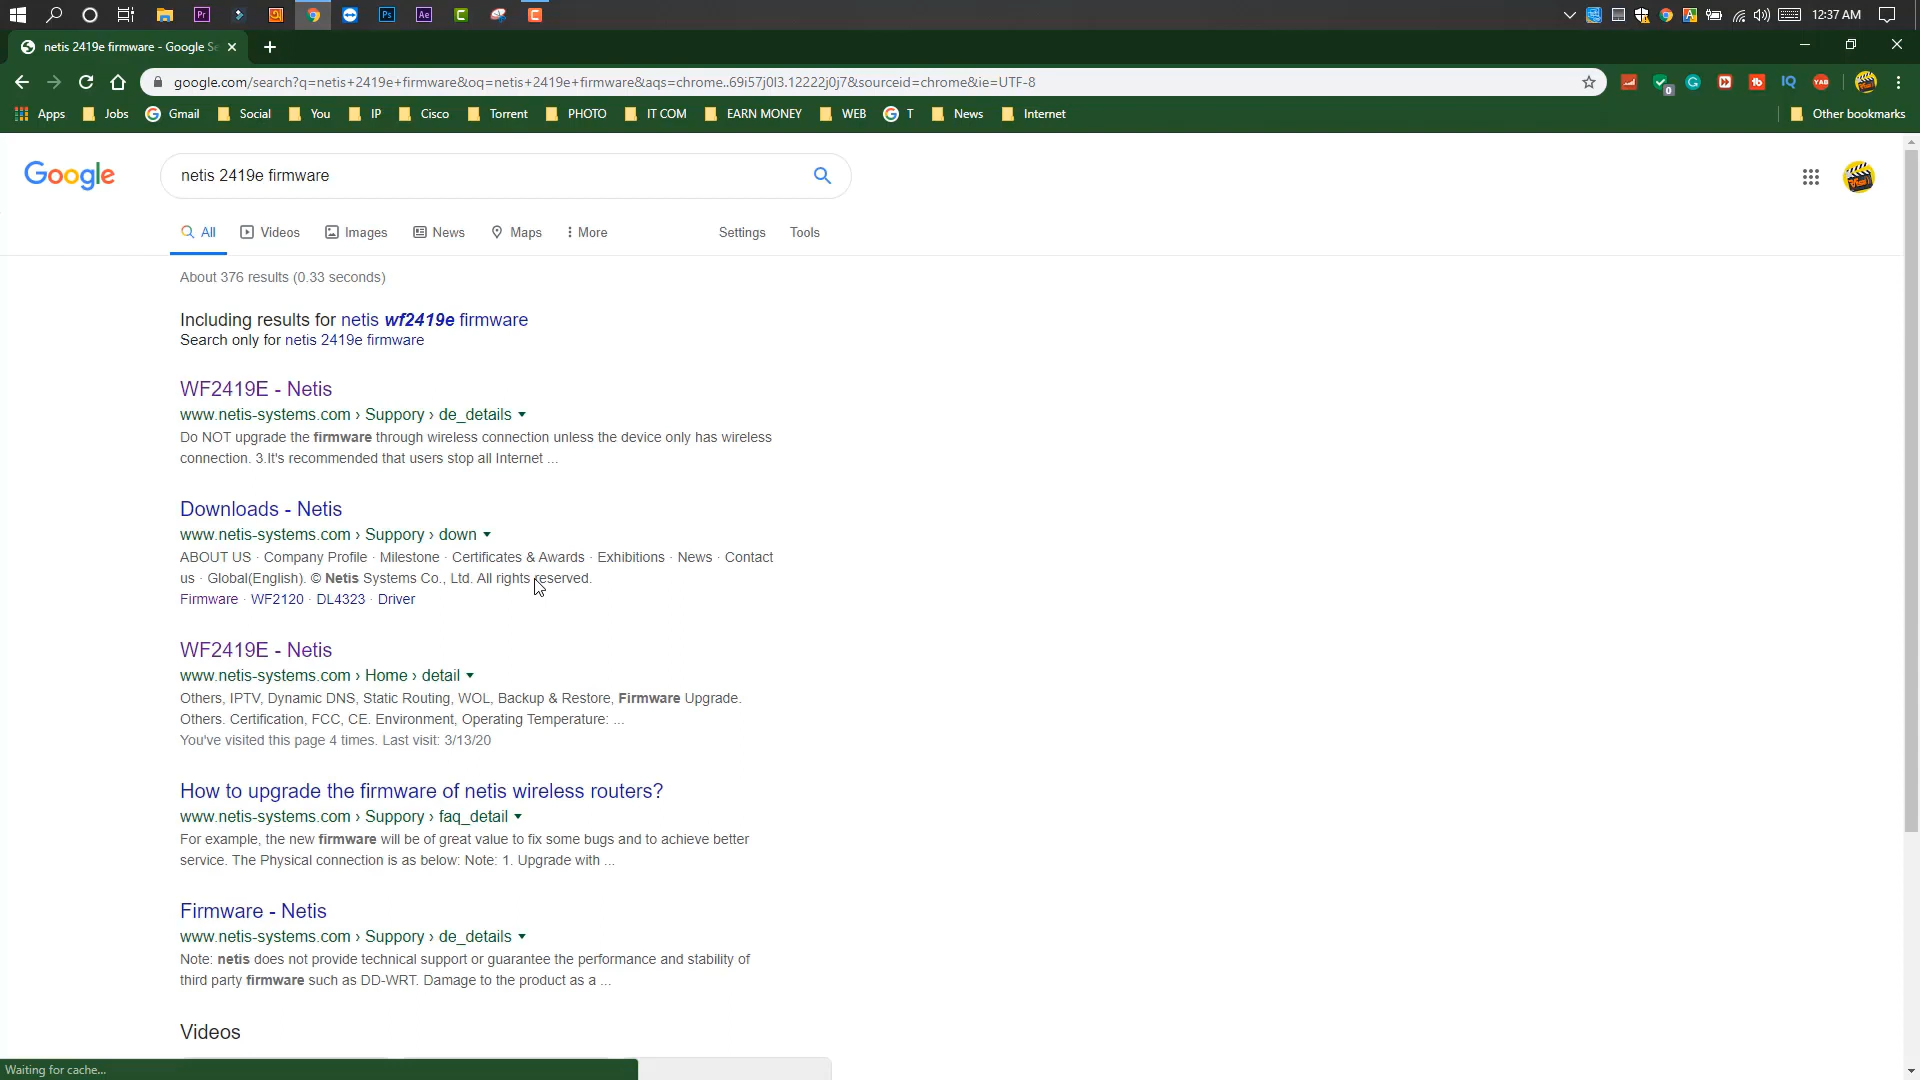 Pr
Ps
Ae
C
C
A
12:37 AM
netis 2419e firmware - Google Se
google.com/search?q=netis+2419e+firmware&oq=netis+2419e+firmware&aqs=chrome..69i57j0l3.12222j0j7&sourceid=chrome&ie=UTF-8
0
tb
IQ
YAB
Apps
Jobs
Gmail
Social
You
IP
Cisco
Torrent
PHOTO
IT COM
EARN MONEY
WEB
T
News
Internet
Other bookmarks
Google
netis 2419e firmware
All
Videos
Images
News
Maps
More
Settings
Tools
About 376 results (0.33 seconds)
Including results for netis wf2419e firmware
Search only for netis 2419e firmware
WF2419E - Netis
www.netis-systems.com › Suppory › de_details
Do NOT upgrade the firmware through wireless connection unless the device only has wireless
connection. 3.It's recommended that users stop all Internet ...
Downloads - Netis
www.netis-systems.com › Suppory › down
ABOUT US · Company Profile · Milestone · Certificates & Awards · Exhibitions · News · Contact
us · Global(English). © Netis Systems Co., Ltd. All rights reserved.
Firmware · WF2120 · DL4323 · Driver
WF2419E - Netis
www.netis-systems.com › Home › detail
Others, IPTV, Dynamic DNS, Static Routing, WOL, Backup & Restore, Firmware Upgrade.
Others. Certification, FCC, CE. Environment, Operating Temperature: ...
You've visited this page 4 times. Last visit: 3/13/20
How to upgrade the firmware of netis wireless routers?
www.netis-systems.com › Suppory › faq_detail
For example, the new firmware will be of great value to fix some bugs and to achieve better
service. The Physical connection is as below: Note: 1. Upgrade with ...
Firmware - Netis
www.netis-systems.com › Suppory › de_details
Note: netis does not provide technical support or guarantee the performance and stability of
third party firmware such as DD-WRT. Damage to the product as a ...
Videos
Waiting for cache...